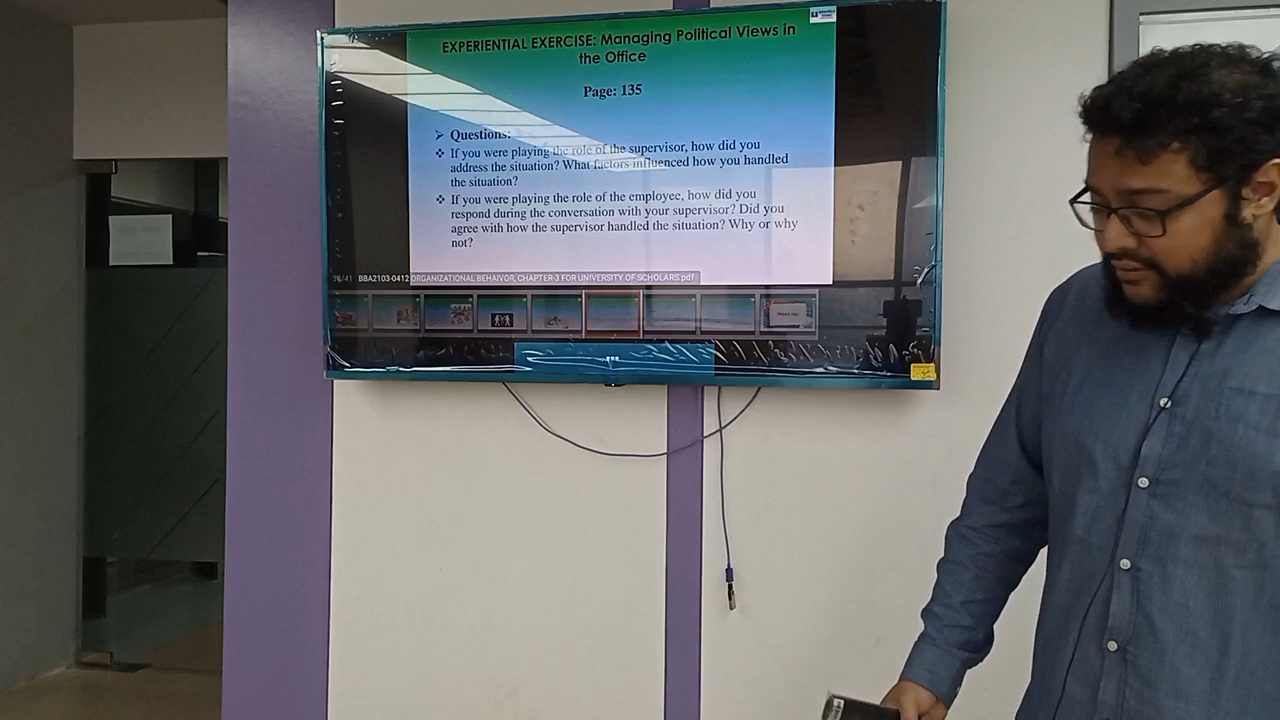 EXPERIENTIAL EXERCISE: Managing Political Views in
the Office
Page: 135
➢ Questions:
❖ If you were playing the role of the supervisor, how did you
address the situation? What factors influenced how you handled
the situation?
❖ If you were playing the role of the employee, how did you
respond during the conversation with your supervisor? Did you
agree with how the supervisor handled the situation? Why or why
not?
/41 BBA2103-0412 ORGANIZATIONAL BEHAIVOR, CHAPTER-3 FOR UNIVERSITY OF SCHOLARS.pdf